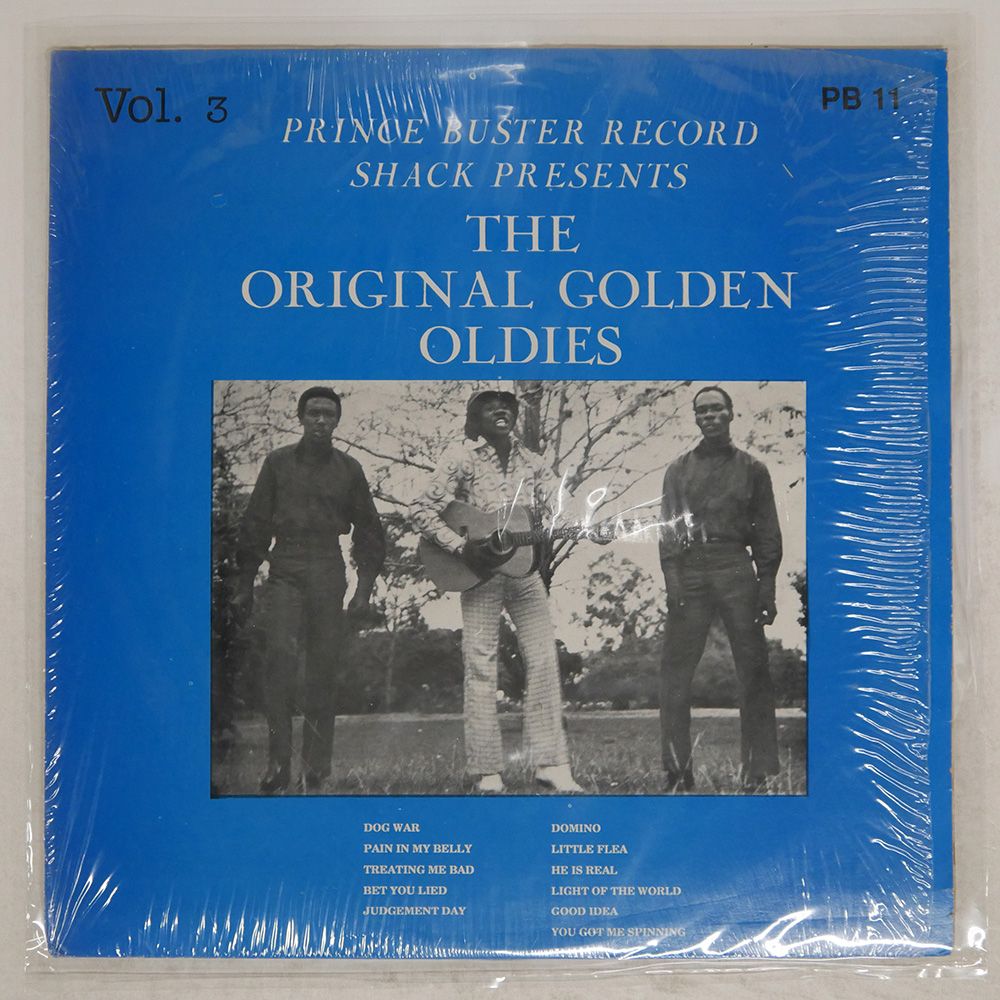 Vol. 3
PB 11
PRINCE BUSTER RECORD
SHACK PRESENTS
THE
ORIGINAL GOLDEN
OLDIES
DOG WAR
PAIN IN MY BELLY
TREATING ME BAD
BET YOU LIED
JUDGEMENT DAY
DOMINO
LITTLE FLEA
HE IS REAL
LIGHT OF THE WORLD
GOOD IDEA
YOU GOT ME SPINNING